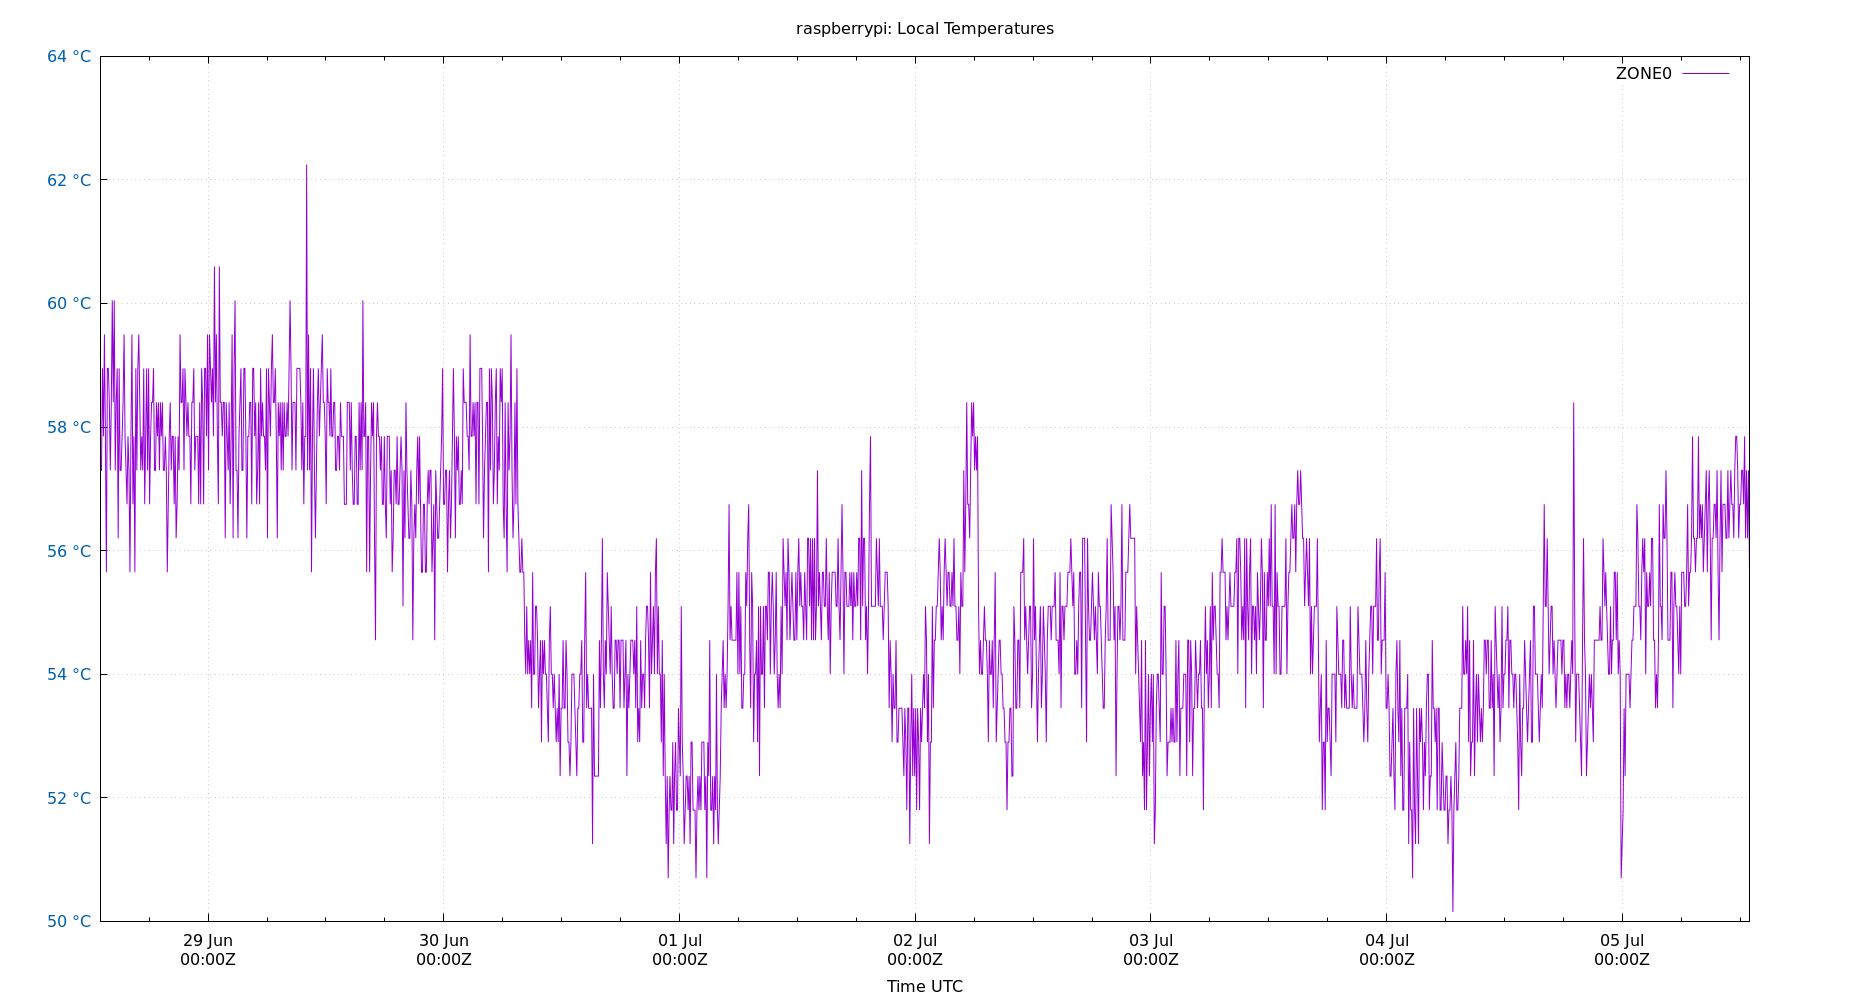 raspberrypi: Local Temperatures
64 °C
ZONE0
62 °C
60 °C
58 °C
56 °C
54 °C
52 °C
50 °C
29 Jun 30 Jun 01 Jul 02 Jul 03 Jul 04 Jul 05 Jul
00:00Z 00:00Z 00:00Z 00:00Z 00:00Z 00:00Z 00:00Z
Time UTC